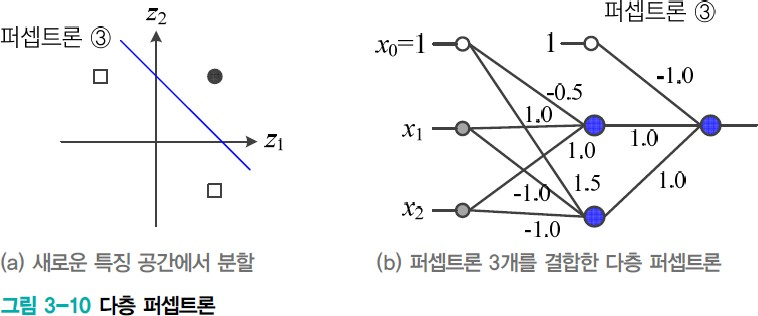 퍼셉트론 ③
z2
z1
(a) 새로운 특징 공간에서 분할
퍼셉트론 ③
x0=1
1
-1.0
-0.5
1.0
x1
1.0
1.0
1.5
1.0
x2
-1.0
-1.0
(b) 퍼셉트론 3개를 결합한 다층 퍼셉트론
그림 3-10 다층 퍼셉트론